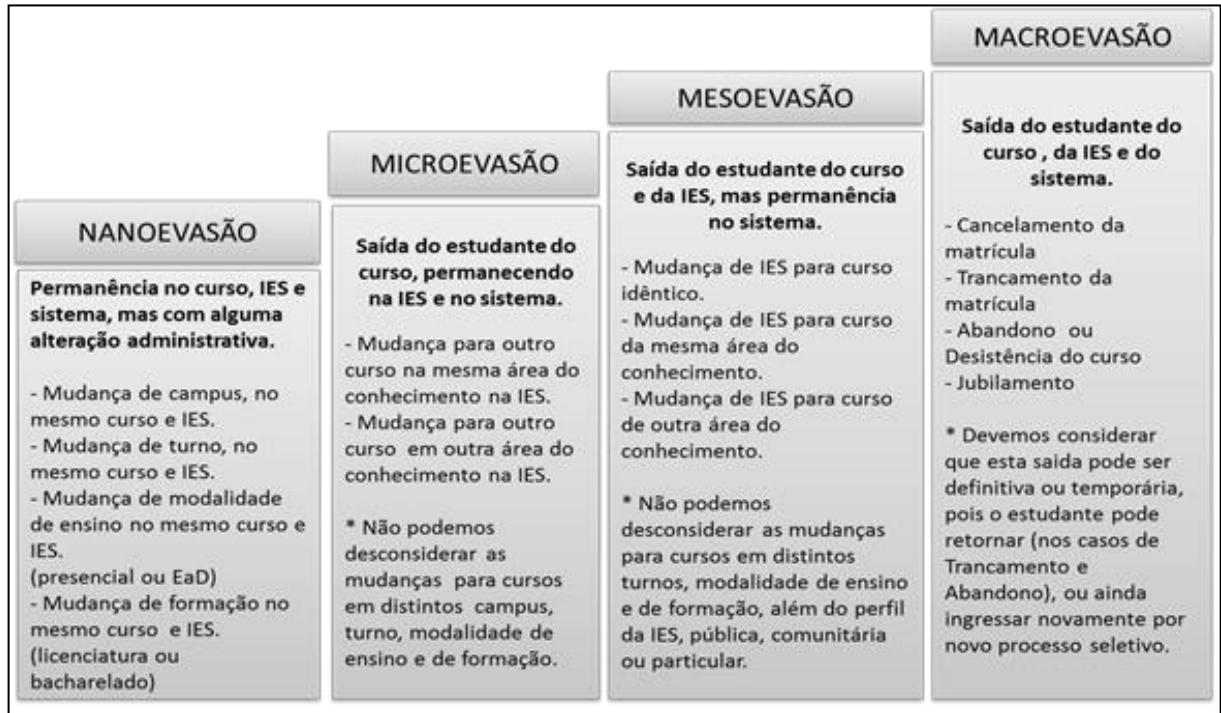 NANOEVASÃO
Permanência no curso, IES e
sistema, mas com alguma
alteração administrativa.
- Mudança de campus, no
mesmo curso e IES.
- Mudança de turno, no
mesmo curso e IES.
- Mudança de modalidade
de ensino no mesmo curso e
IES.
(presencial ou EaD)
- Mudança de formação no
mesmo curso e IES.
(licenciatura ou
bacharelado)
MICROEVASÃO
Saída do estudante do
curso, permanecendo
na IES e no sistema.
- Mudança para outro
curso na mesma área do
conhecimento na IES.
- Mudança para outro
curso em outra área do
conhecimento na IES.
* Não podemos
desconsiderar as
mudanças para cursos
em distintos campus,
turno, modalidade de
ensino e de formação.
MESOEVASÃO
Saída do estudante do curso
e da IES, mas permanência
no sistema.
- Mudança de IES para curso
idêntico.
- Mudança de IES para curso
da mesma área do
conhecimento.
- Mudança de IES para curso
de outra área do
conhecimento.
* Não podemos
desconsiderar as mudanças
para cursos em distintos
turnos, modalidade de ensino
e de formação, além do perfil
da IES, pública, comunitária
ou particular.
MACROEVASÃO
Saída do estudante do
curso , da IES e do
sistema.
- Cancelamento da
matrícula
- Trancamento da
matrícula
- Abandono ou
Desistência do curso
- Jubilamento
* Devemos considerar
que esta saida pode ser
definitiva ou temporária,
pois o estudante pode
retornar (nos casos de
Trancamento e
Abandono), ou ainda
ingressar novamente por
novo processo seletivo.